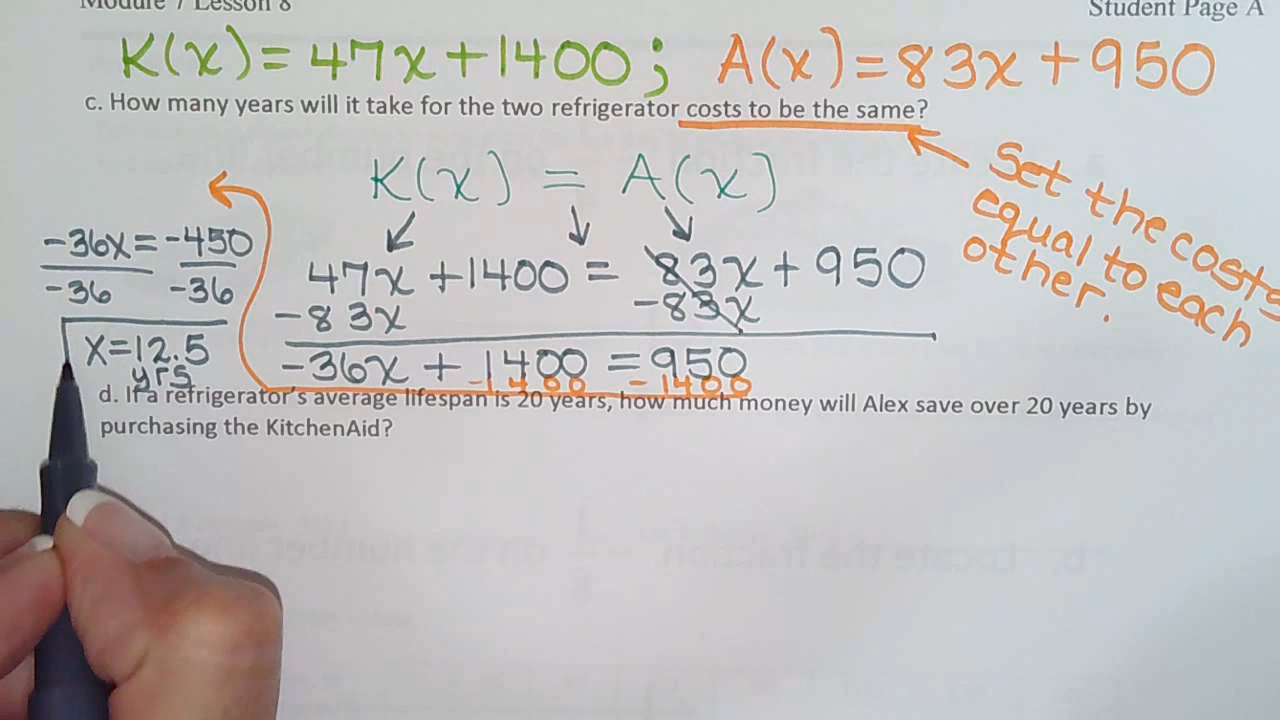 Module 7 Lesson 8
Student Page A
K(x)=47x+1400; A(x)=83x+950
c. How many years will it take for the two refrigerator costs to be the same?
Set the costs
equal to each
other.
K(x) = A(x)
47x +1400 = 83x+950
-83x -83x
-36x + 1400 = 950
-1400 -1400
-36x=-450
-36 -36
x=12.5
yrs
d. If a refrigerator's average lifespan is 20 years, how much money will Alex save over 20 years by
purchasing the KitchenAid?